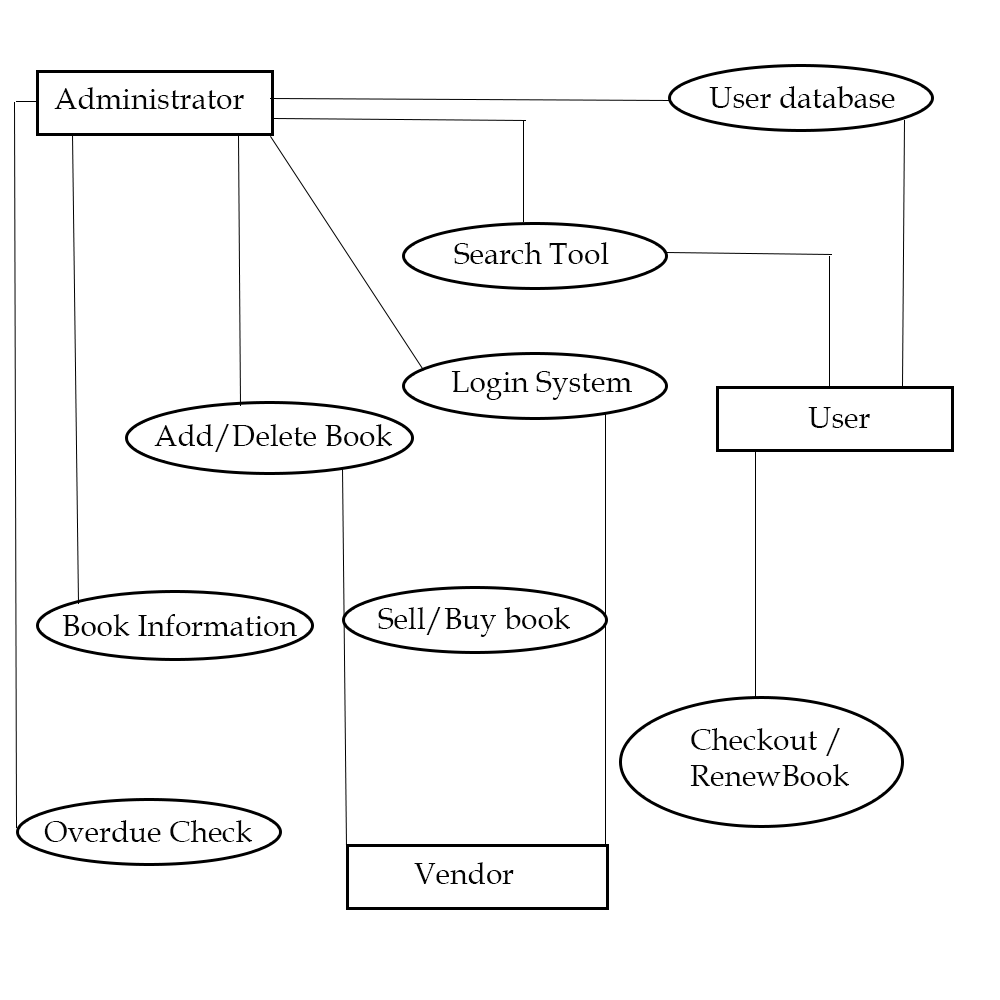 Administrator
User database
Search Tool
Login System
User
Add/Delete Book
Book Information
Sell/Buy book
Checkout /
RenewBook
Overdue Check
Vendor